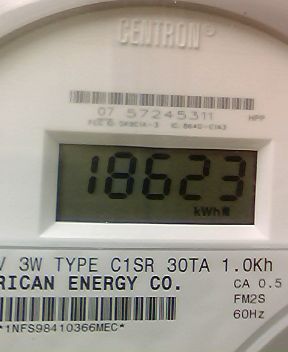 CENTRON®
07 57245311 HPP
18623
kWh
V 3W TYPE C1SR 30TA 1.0Kh
RICAN ENERGY CO. CA 0.5
FM2S
*1NFS98410366MEC* 60Hz